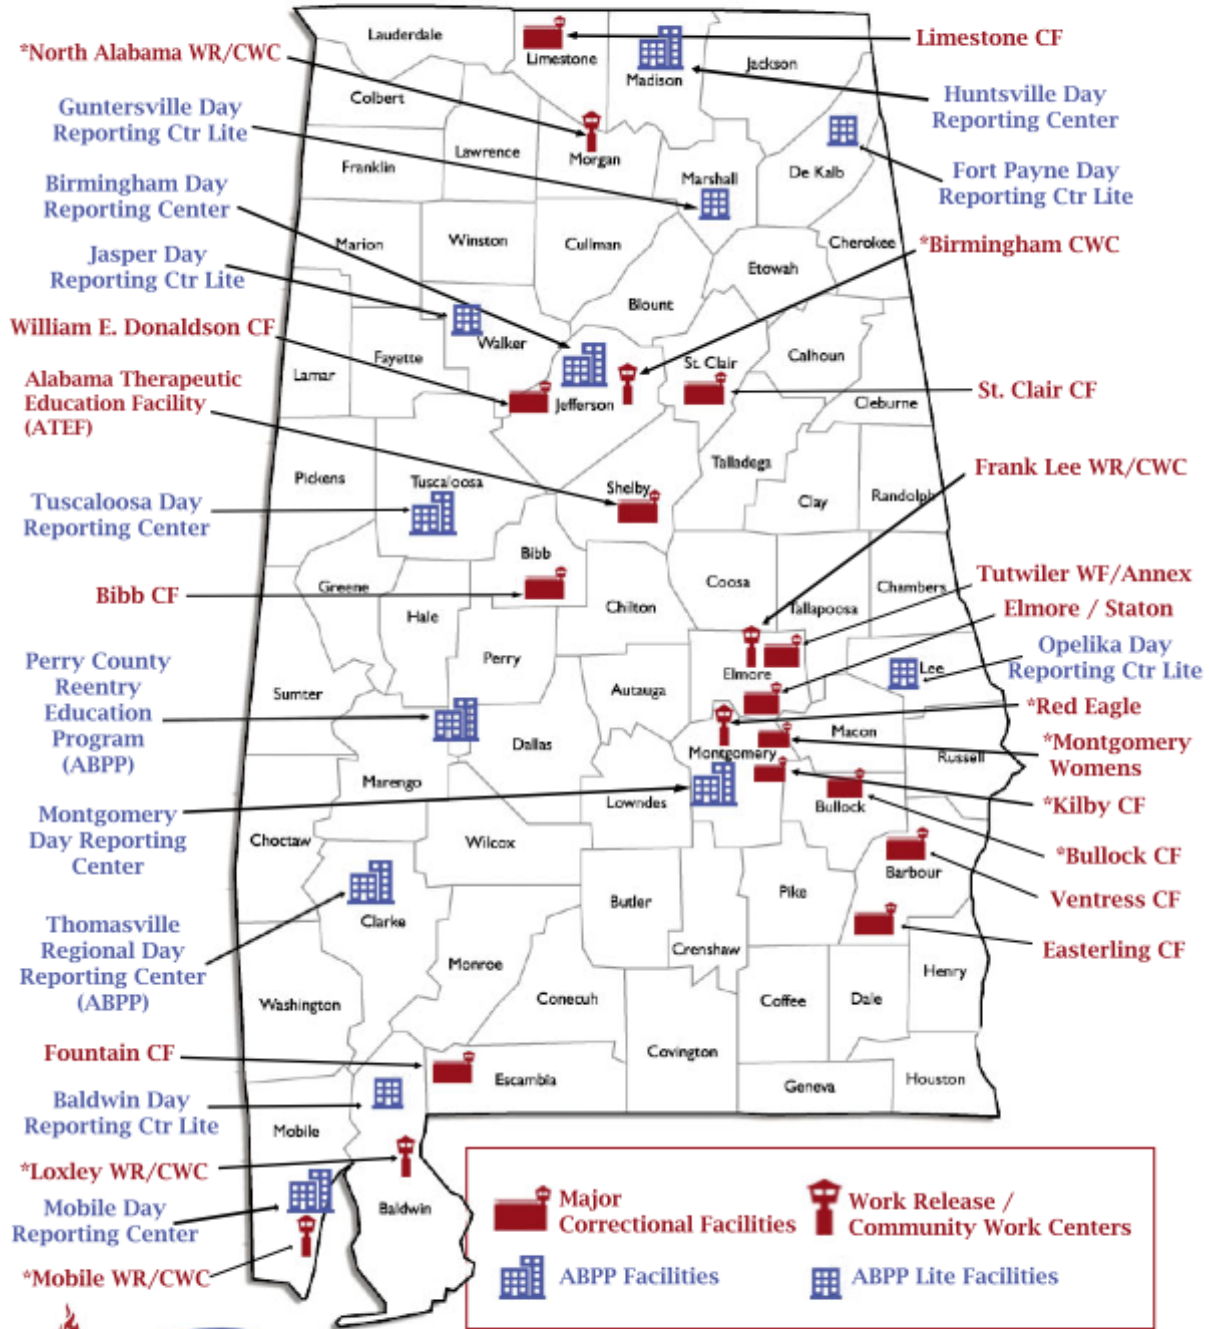 *North Alabama WR/CWC
Guntersville Day
Reporting Ctr Lite
Birmingham Day
Reporting Center
Jasper Day
Reporting Ctr Lite
William E. Donaldson CF
Alabama Therapeutic
Education Facility
(ATEF)
Tuscaloosa Day
Reporting Center
Bibb CF
Perry County
Reentry
Education
Program
(ABPP)
Montgomery
Day Reporting
Center
Thomasville
Regional Day
Reporting Center
(ABPP)
Fountain CF
Baldwin Day
Reporting Ctr Lite
*Loxley WR/CWC
Mobile Day
Reporting Center
*Mobile WR/CWC
Lauderdale
Limestone
Madison
Jackson
Colbert
Franklin
Lawrence
Morgan
Marshall
De Kalb
Marion
Winston
Cullman
Cherokee
Etowah
Blount
Walker
Fayette
Lamar
Jefferson
St. Clair
Calhoun
Cleburne
Pickens
Tuscaloosa
Shelby
Talladega
Clay
Randolph
Bibb
Greene
Hale
Chilton
Coosa
Tallapoosa
Chambers
Perry
Sumter
Autauga
Elmore
Lee
Dallas
Montgomery
Macon
Russell
Marengo
Lowndes
Bullock
Choctaw
Wilcox
Barbour
Butler
Pike
Clarke
Crenshaw
Monroe
Henry
Washington
Conecuh
Coffee
Dale
Covington
Escambia
Geneva
Houston
Mobile
Baldwin
Limestone CF
Huntsville Day
Reporting Center
Fort Payne Day
Reporting Ctr Lite
*Birmingham CWC
St. Clair CF
Frank Lee WR/CWC
Tutwiler WF/Annex
Elmore / Staton
Opelika Day
Reporting Ctr Lite
*Red Eagle
*Montgomery
Womens
*Kilby CF
*Bullock CF
Ventress CF
Easterling CF
Major
Correctional Facilities
Work Release /
Community Work Centers
ABPP Facilities
ABPP Lite Facilities